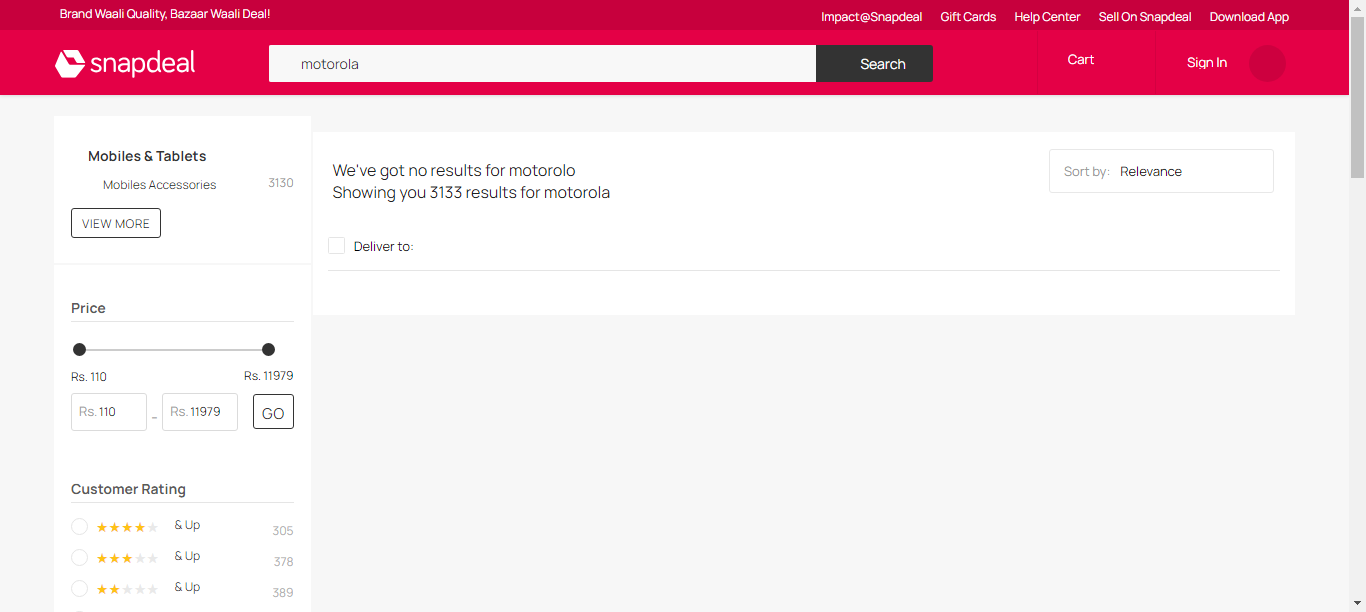 Brand Waali Quality, Bazaar Waali Deal!
Impact@Snapdeal Gift Cards Help Center Sell On Snapdeal Download App
snapdeal
motorola
Search
Cart
Sign In
Mobiles & Tablets
Mobiles Accessories 3130
VIEW MORE
Price
Rs. 110 Rs. 11979
Rs. 110 _ Rs. 11979 GO
Customer Rating
& Up 305
& Up 378
& Up 389
We've got no results for motorolo
Showing you 3133 results for motorola
Sort by: Relevance
Deliver to: